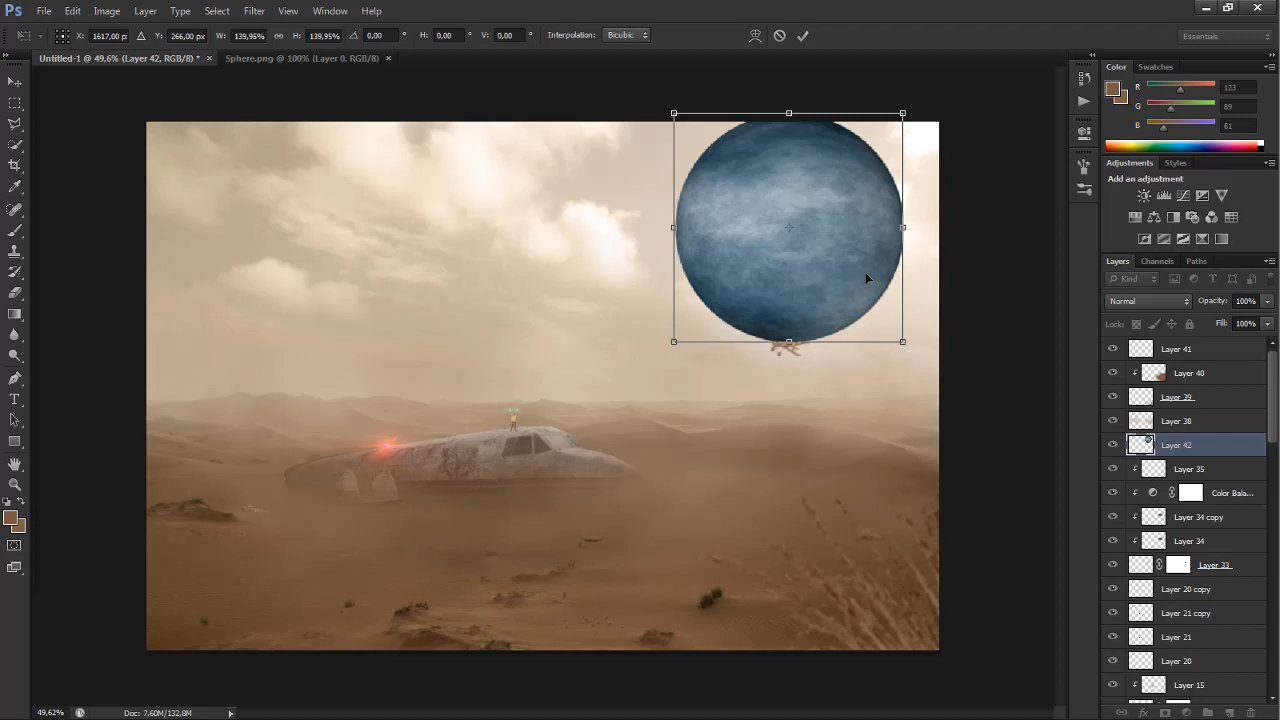 Ps File Edit Image Layer Type Select Filter View Window Help
X: 1617,00 p Y: 266,00 px W: 139,95% H: 139,95% 0,00 ° H: 0,00 ° V: 0,00 ° Interpolation: Bicubic Essentials
Untitled-1 @ 49,6% (Layer 42, RGB/8) * × Sphere.png @ 100% (Layer 0, RGB/8) ×
Color Swatches
R 123
G 89
B 61
Adjustments Styles
Add an adjustment
Layers Channels Paths
Kind
Normal Opacity: 100%
Locks: Fill: 100%
Layer 41
Layer 40
Layer 39
Layer 38
Layer 42
Layer 35
Color Bala...
Layer 34 copy
Layer 34
Layer 33
Layer 20 copy
Layer 21 copy
Layer 21
Layer 20
Layer 15
49,62% Doc: 7,60M/132,8M